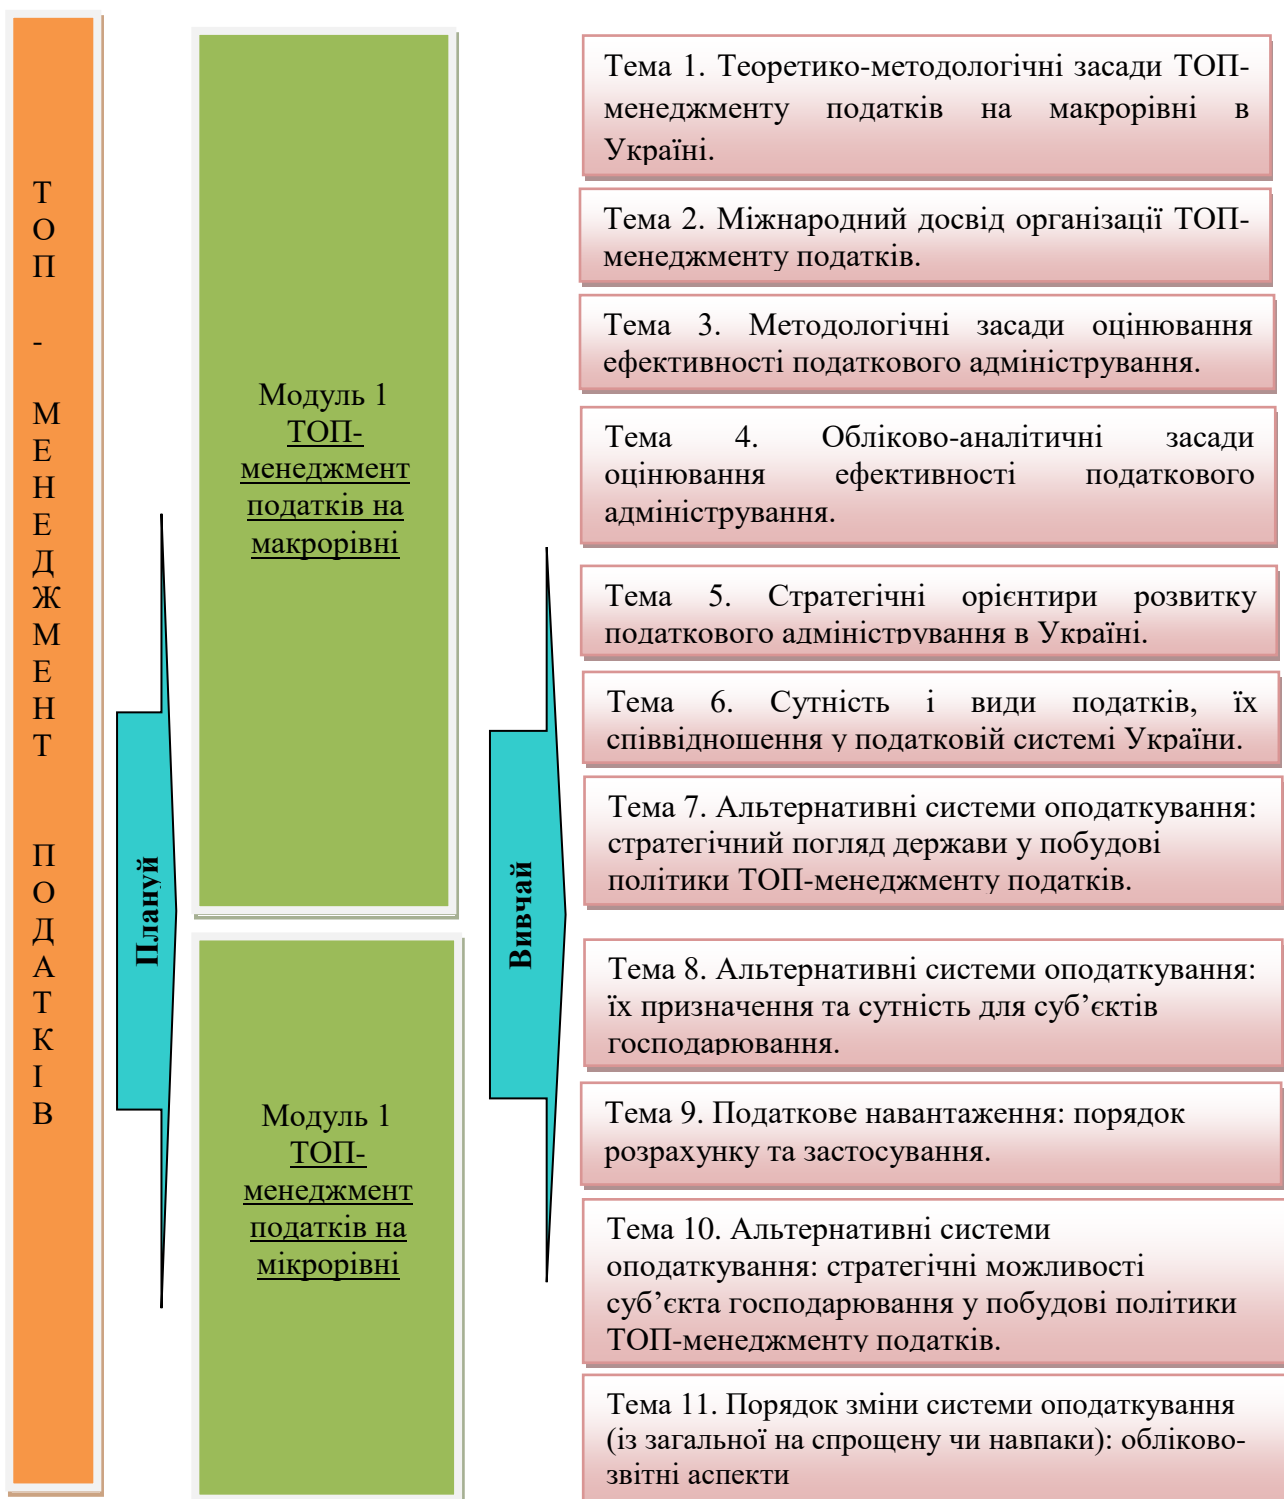 ТОП - МЕНЕДЖМЕНТ ПОДАТКІВ
Плануй
Модуль 1
ТОП-
менеджмент
податків на
макрорівні
Модуль 1
ТОП-
менеджмент
податків на
мікрорівні
Вивчай
Тема 1. Теоретико-методологічні засади ТОП-
менеджменту податків на макрорівні в
Україні.
Тема 2. Міжнародний досвід організації ТОП-
менеджменту податків.
Тема 3. Методологічні засади оцінювання
ефективності податкового адміністрування.
Тема 4. Обліково-аналітичні засади
оцінювання ефективності податкового
адміністрування.
Тема 5. Стратегічні орієнтири розвитку
податкового адміністрування в Україні.
Тема 6. Сутність і види податків, їх
співвідношення у податковій системі України.
Тема 7. Альтернативні системи оподаткування:
стратегічний погляд держави у побудові
політики ТОП-менеджменту податків.
Тема 8. Альтернативні системи оподаткування:
їх призначення та сутність для суб’єктів
господарювання.
Тема 9. Податкове навантаження: порядок
розрахунку та застосування.
Тема 10. Альтернативні системи
оподаткування: стратегічні можливості
суб’єкта господарювання у побудові політики
ТОП-менеджменту податків.
Тема 11. Порядок зміни системи оподаткування
(із загальної на спрощену чи навпаки): обліково-
звітні аспекти